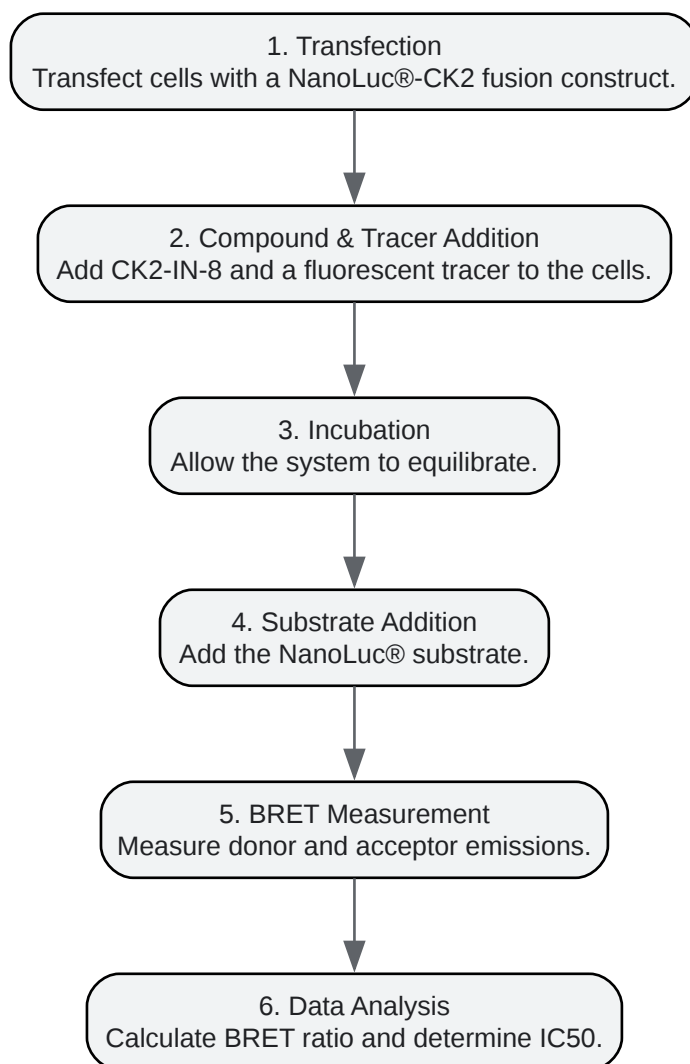 1. Transfection
Transfect cells with a NanoLuc®-CK2 fusion construct.
2. Compound & Tracer Addition
Add CK2-IN-8 and a fluorescent tracer to the cells.
3. Incubation
Allow the system to equilibrate.
4. Substrate Addition
Add the NanoLuc® substrate.
5. BRET Measurement
Measure donor and acceptor emissions.
6. Data Analysis
Calculate BRET ratio and determine IC50.